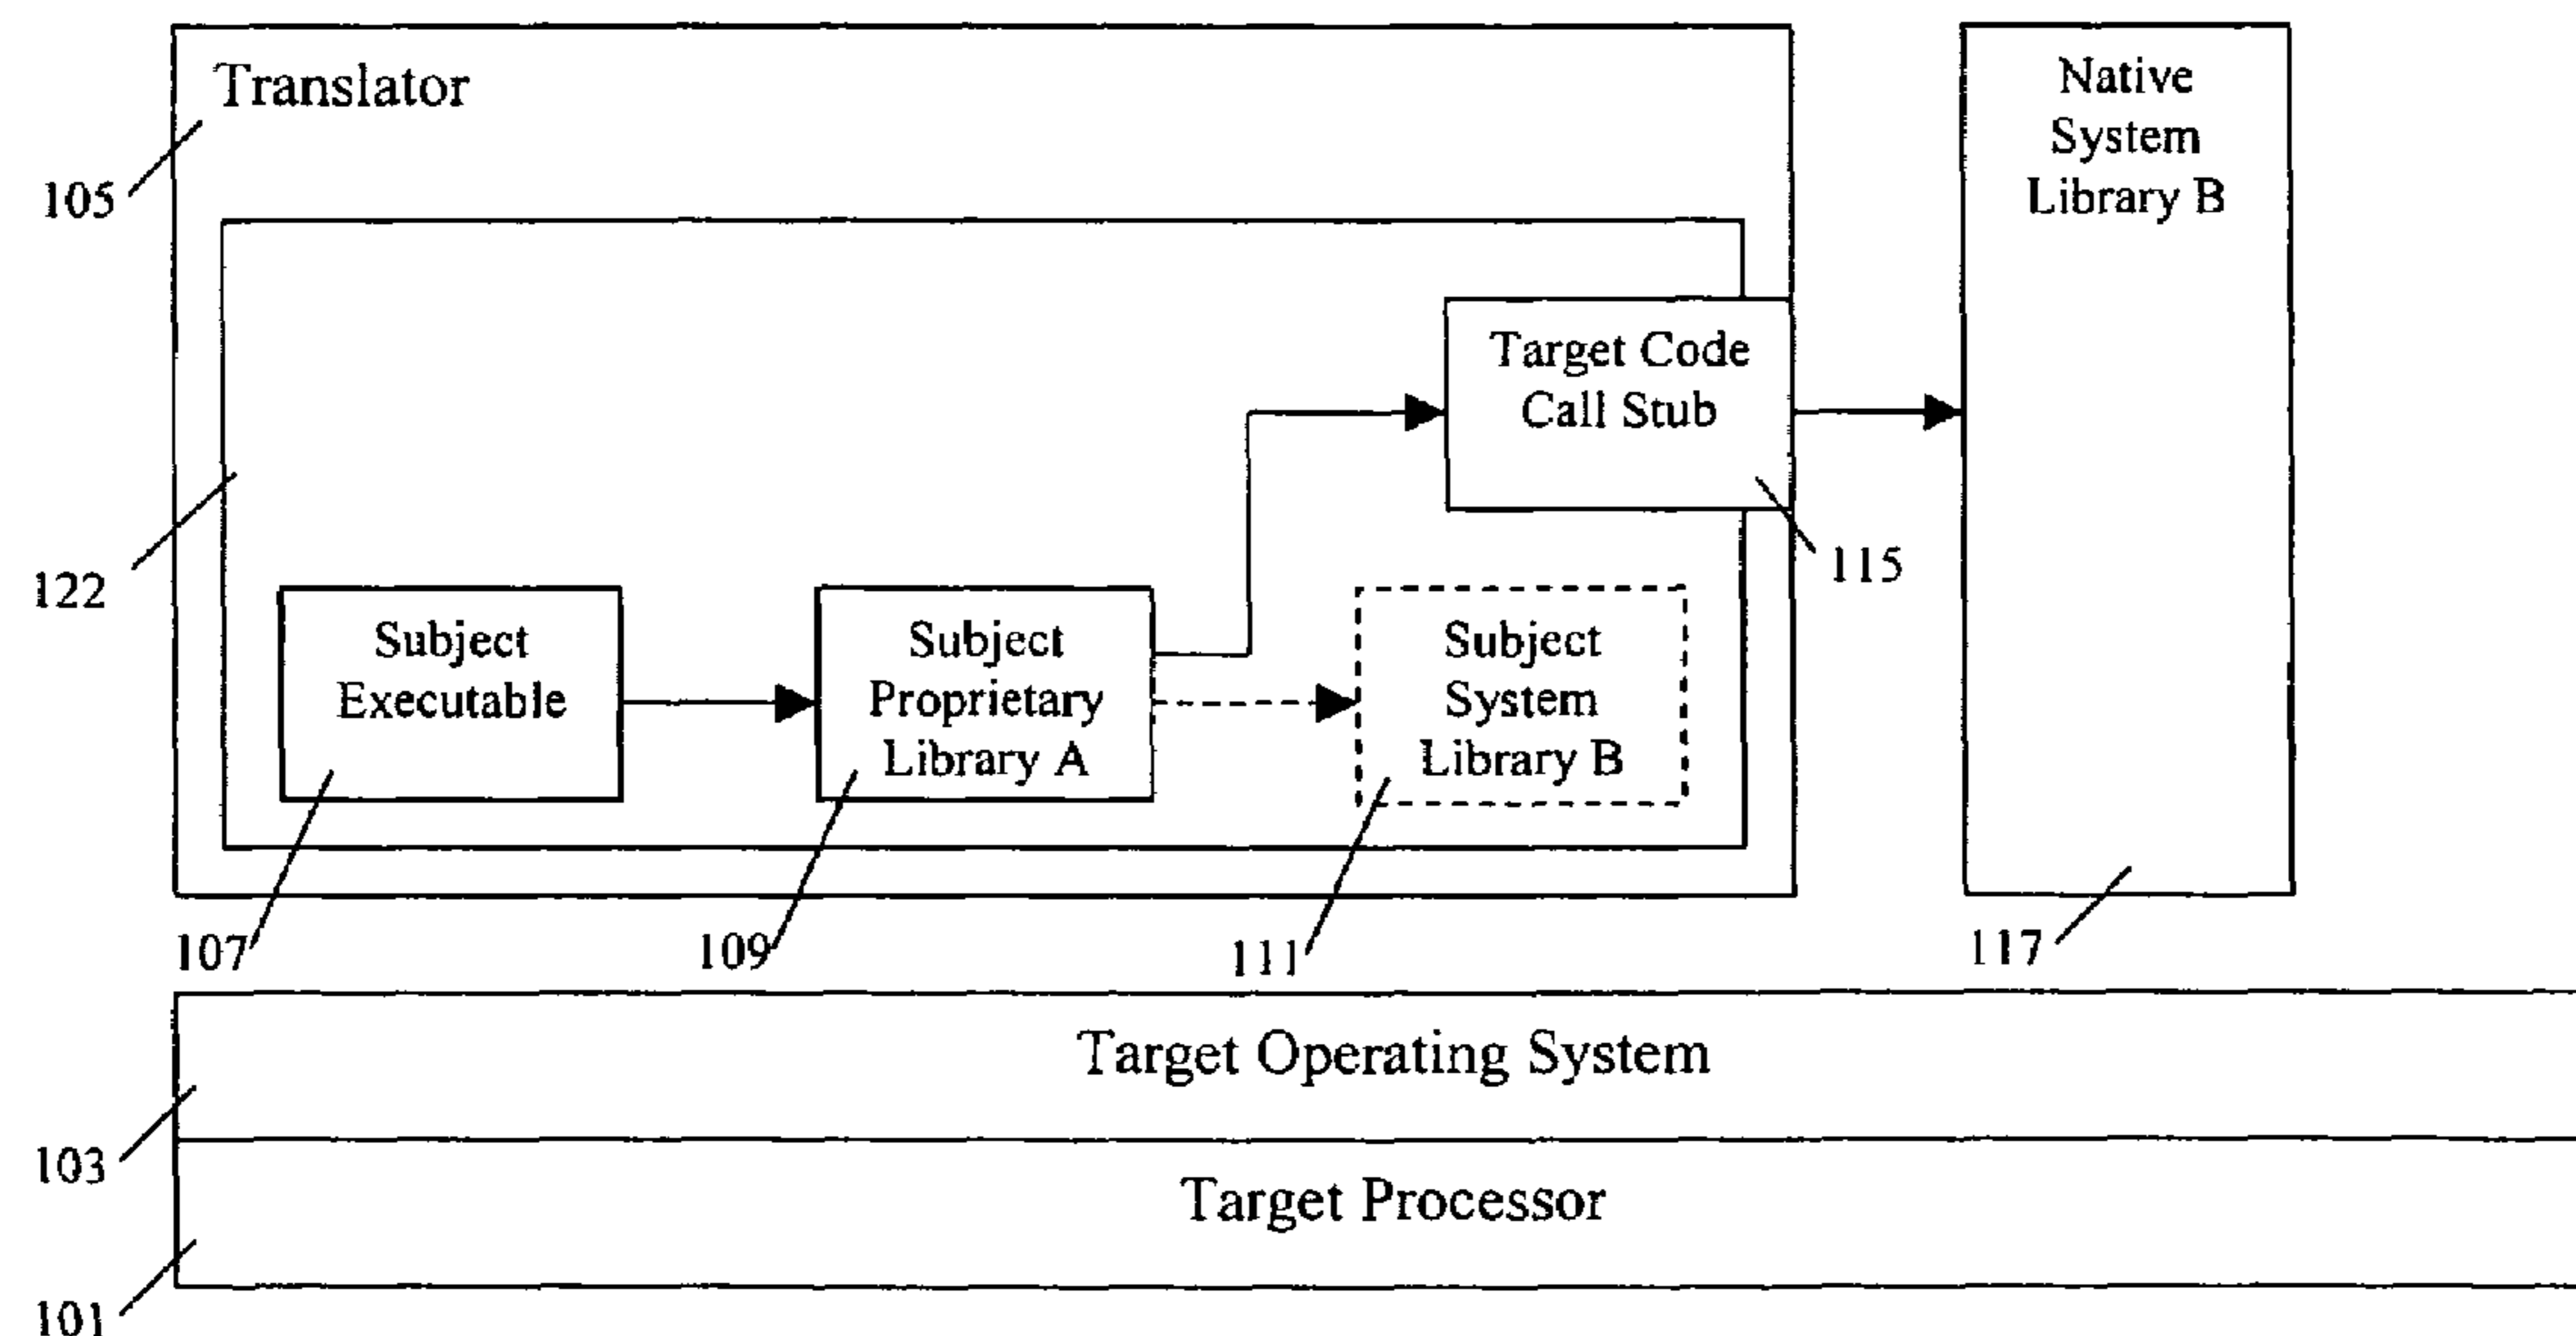 Translator
Native
System
Library B
105
Target Code
Call Stub
115
122
Subject
Executable
Subject
Proprietary
Library A
Subject
System
Library B
107
109
111
117
Target Operating System
103
Target Processor
101